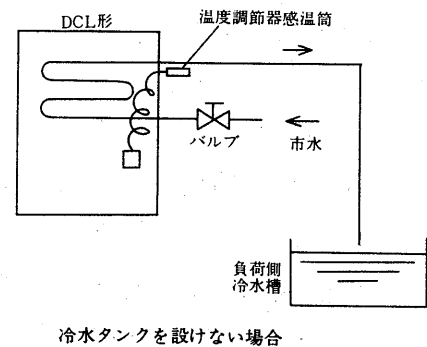 DCL形
温度調節器感温筒
バルブ
市水
負荷側
冷水槽
冷水タンクを設けない場合